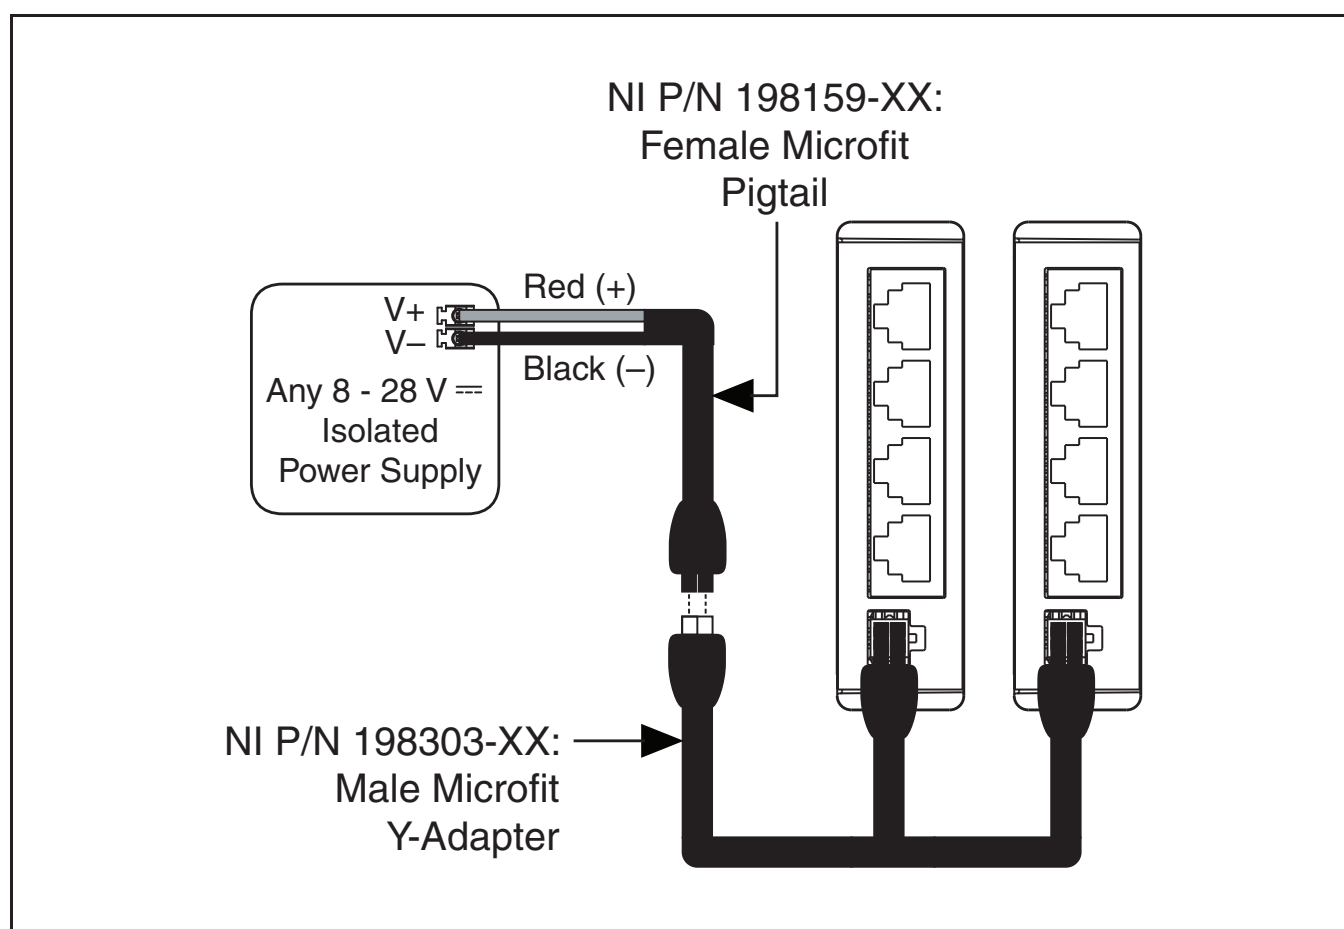 NI P/N 198159-XX:
Female Microfit
Pigtail
Red (+)
V+
V–
Black (–)
Any 8 - 28 V ⎓
Isolated
Power Supply
NI P/N 198303-XX:
Male Microfit
Y-Adapter